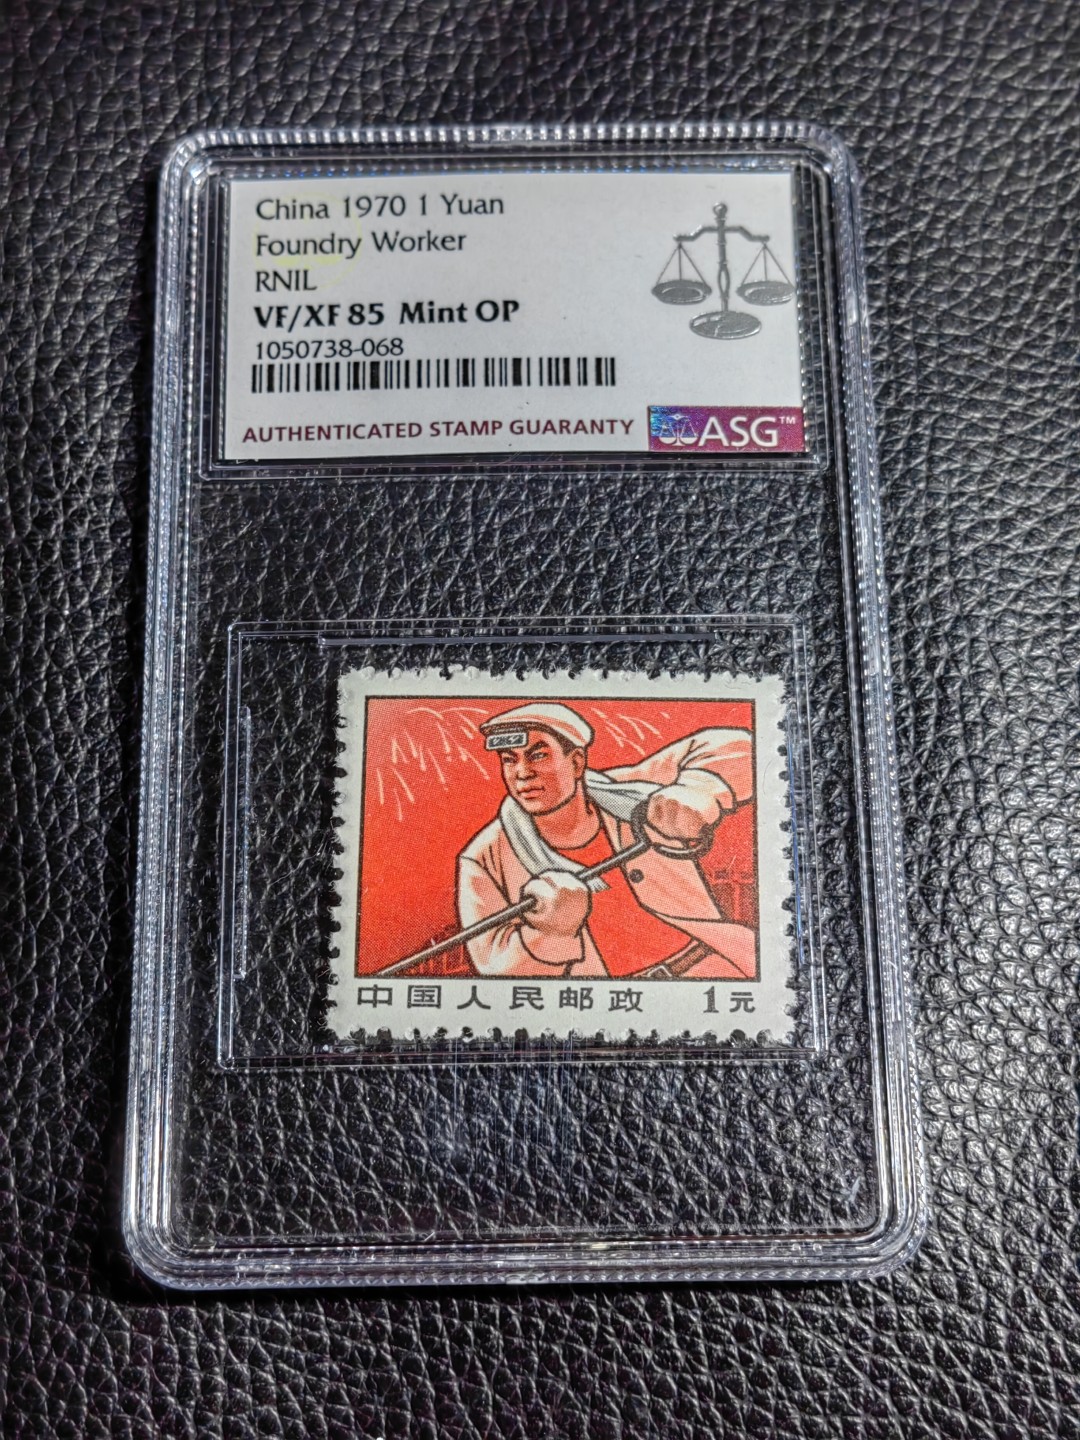 China 1970 1 Yuan
Foundry Worker
RNIL
VF/XF 85 Mint OP
1050738-068
AUTHENTICATED STAMP GUARANTY ASG™
中国人民邮政 1元